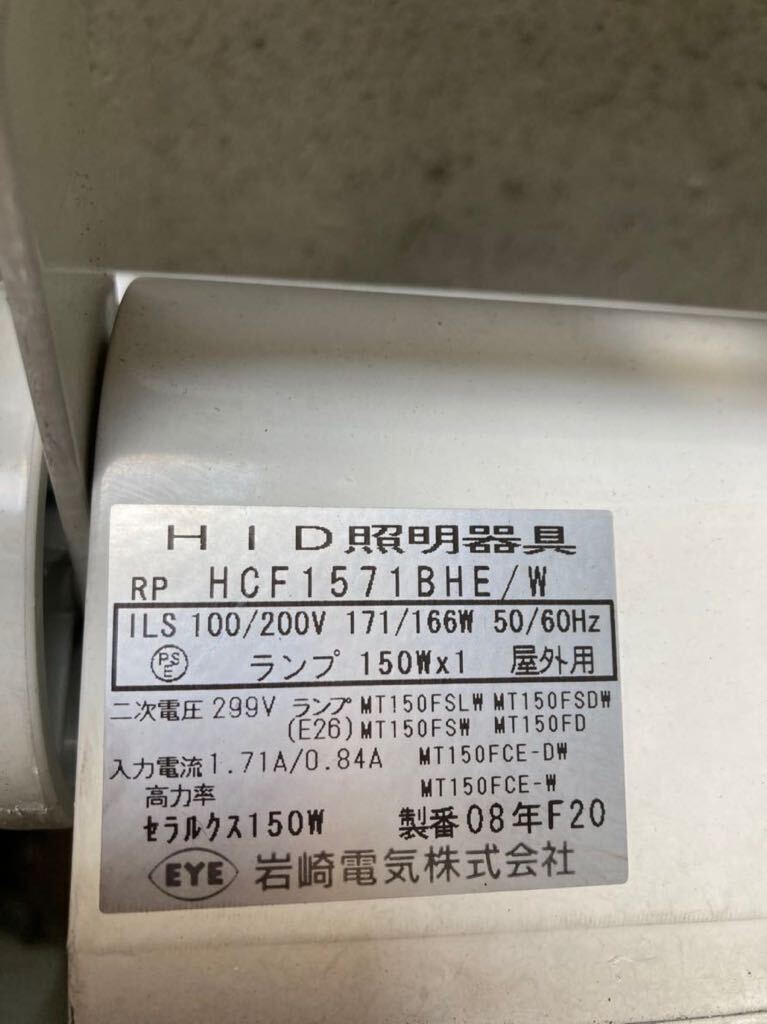 HID照明器具
RP HCF1571BHE/W
ILS 100/200V 171/166W 50/60Hz
PSE ランプ 150Wx1 屋外用
二次電圧 299V ランプ MT150FSLW MT150FSDW
(E26) MT150FSW MT150FD
入力電流 1.71A/0.84A MT150FCE-DW
高力率 MT150FCE-W
セラルクス150W 製番 08年F20
EYE 岩崎電気株式会社